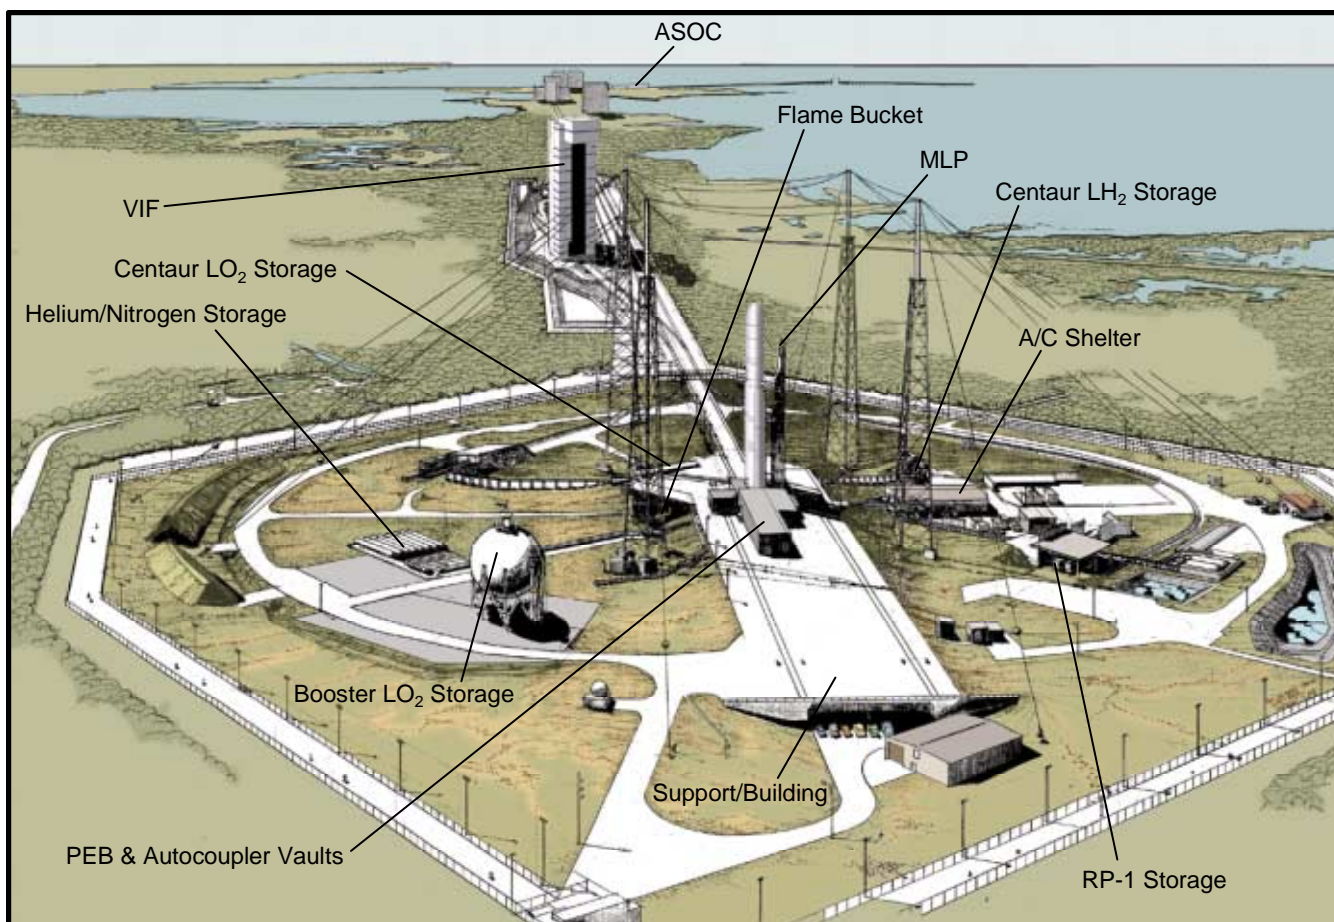 ASOC
Flame Bucket
MLP
VIF
Centaur LH₂ Storage
Centaur LO₂ Storage
Helium/Nitrogen Storage
A/C Shelter
Booster LO₂ Storage
Support/Building
PEB & Autocoupler Vaults
RP-1 Storage